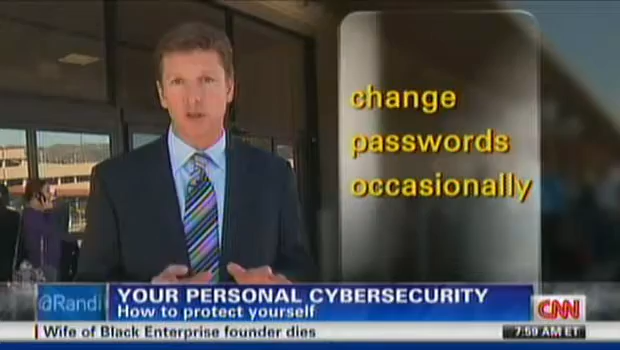 change
passwords
occasionally
@Randi
YOUR PERSONAL CYBERSECURITY
How to protect yourself
CNN
7:59 AM ET
Wife of Black Enterprise founder dies